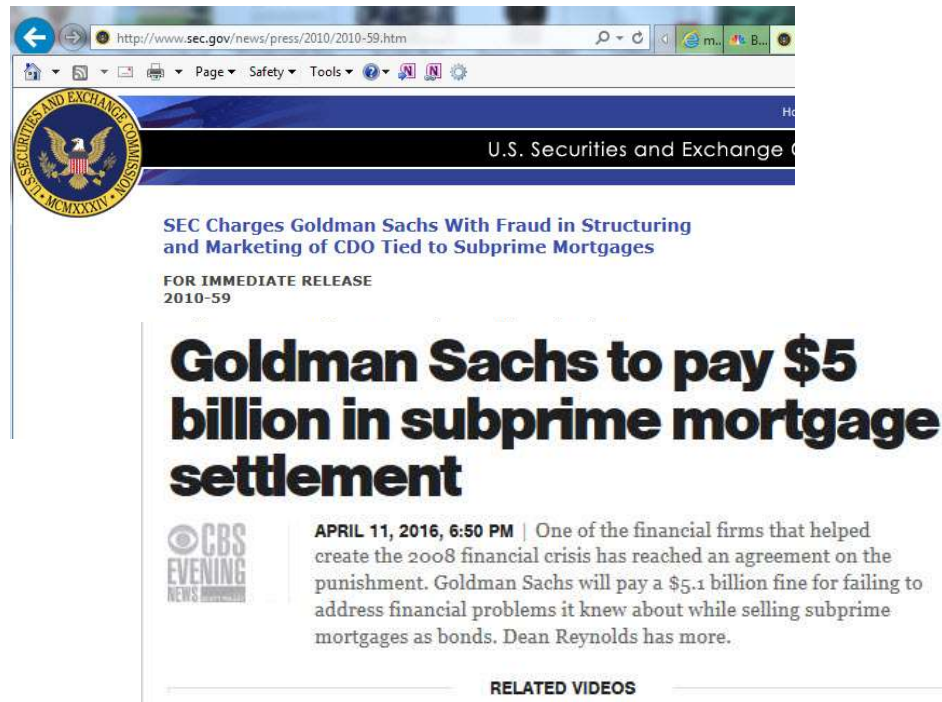 http://www.sec.gov/news/press/2010/2010-59.htm
m..
B...
Page
Safety
Tools
N
N
U.S. SECURITIES AND EXCHANGE COMMISSION
MCMXXXIV
U.S. Securities and Exchange
SEC Charges Goldman Sachs With Fraud in Structuring
and Marketing of CDO Tied to Subprime Mortgages
FOR IMMEDIATE RELEASE
2010-59
Goldman Sachs to pay $5
billion in subprime mortgage
settlement
CBS
EVENING
NEWS
APRIL 11, 2016, 6:50 PM | One of the financial firms that helped
create the 2008 financial crisis has reached an agreement on the
punishment. Goldman Sachs will pay a $5.1 billion fine for failing to
address financial problems it knew about while selling subprime
mortgages as bonds. Dean Reynolds has more.
RELATED VIDEOS